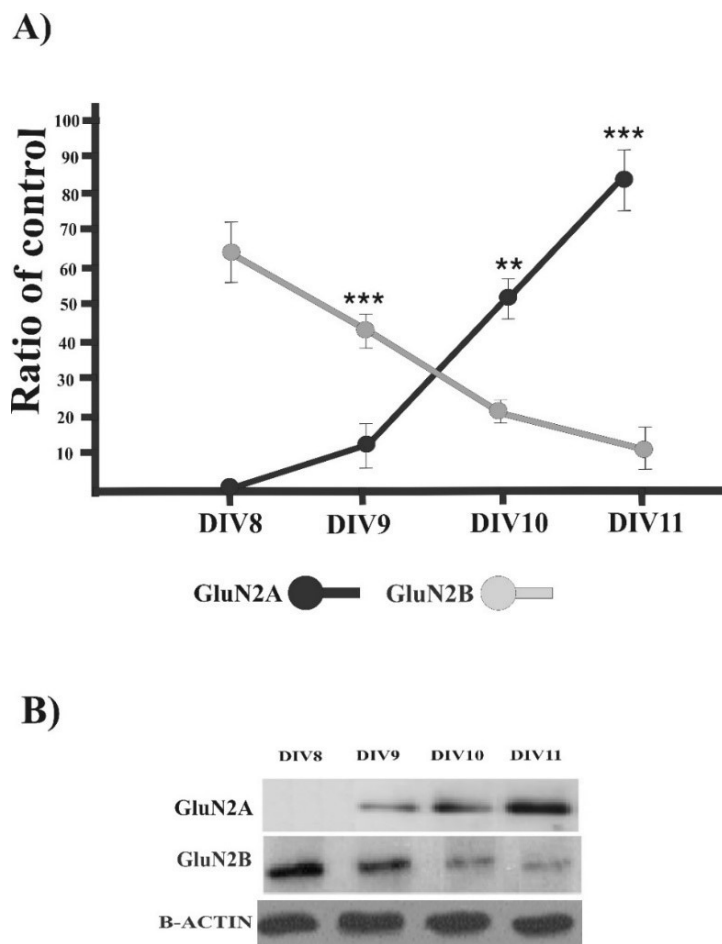 A)
Ratio of control
100
90
80
70
60
50
40
30
20
10
***
**
***
DIV8 DIV9 DIV10 DIV11
GluN2A GluN2B
B)
DIV8 DIV9 DIV10 DIV11
GluN2A
GluN2B
B-ACTIN